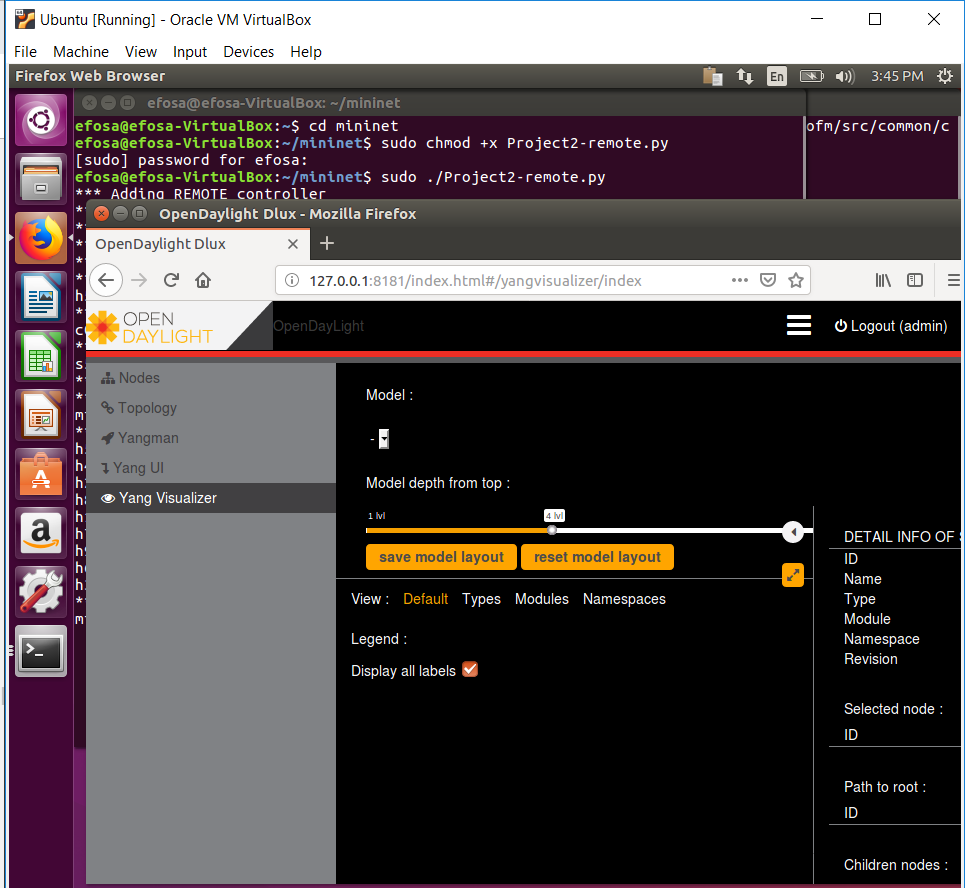 Ubuntu [Running] - Oracle VM VirtualBox
File Machine View Input Devices Help
Firefox Web Browser
En
3:45 PM
efosa@efosa-VirtualBox: ~/mininet
efosa@efosa-VirtualBox:~$ cd mininet
ofm/src/common/c
efosa@efosa-VirtualBox:~/mininet$ sudo chmod +x Project2-remote.py
[sudo] password for efosa:
efosa@efosa-VirtualBox:~/mininet$ sudo ./Project2-remote.py
*** Adding REMOTE controller
OpenDaylight Dlux - Mozilla Firefox
OpenDaylight Dlux
127.0.0.1:8181/index.html#/yangvisualizer/index
OPEN
DAYLIGHT
OpenDayLight
Logout (admin)
Nodes
Topology
Yangman
Yang UI
Yang Visualizer
Model :
-
Model depth from top :
1 lvl
4 lvl
save model layout
reset model layout
View : Default Types Modules Namespaces
Legend :
Display all labels
DETAIL INFO OF
ID
Name
Type
Module
Namespace
Revision
Selected node :
ID
Path to root :
ID
Children nodes :